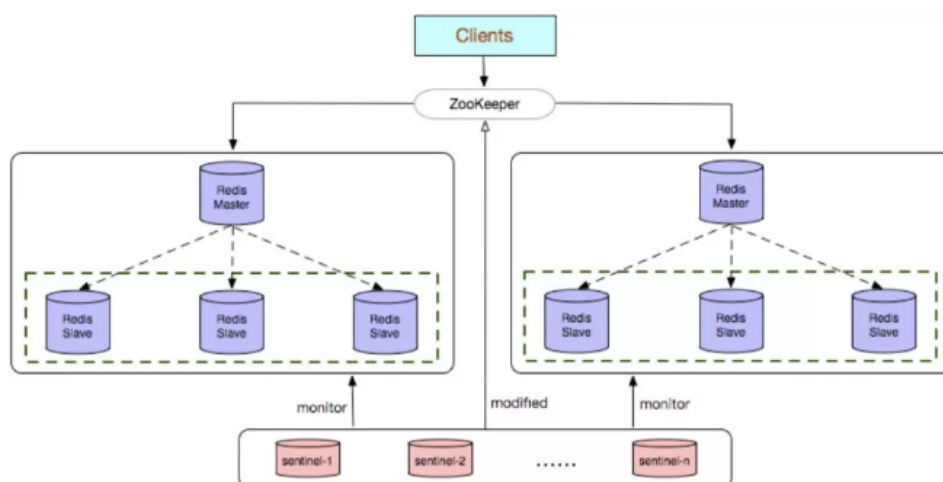 Clients
ZooKeeper
Redis
Master
Redis
Master
Redis
Slave
Redis
Slave
Redis
Slave
Redis
Slave
Redis
Slave
Redis
Slave
monitor
modified
monitor
sentinel-1
sentinel-2
......
sentinel-n